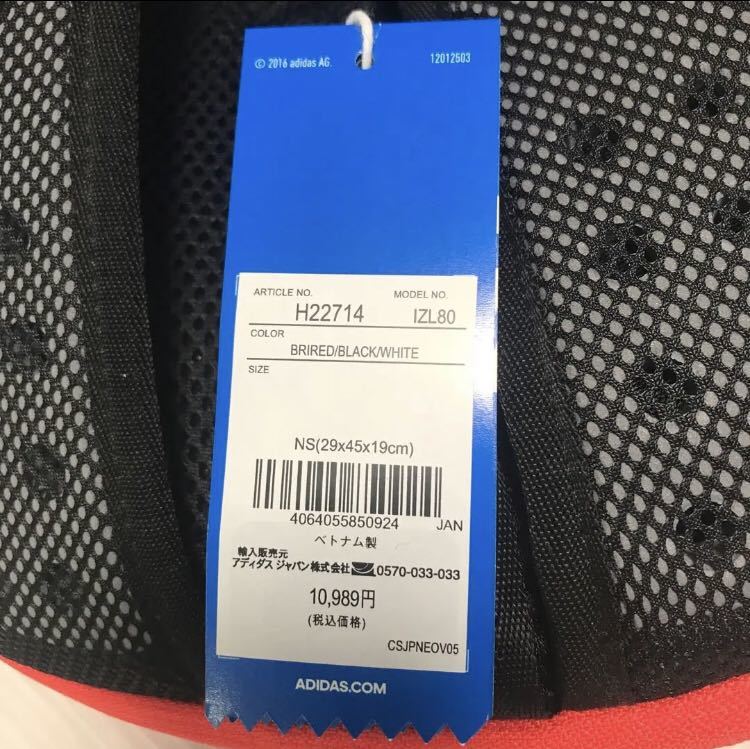 © 2016 adidas AG. 12012603
ARTICLE NO. MODEL NO.
H22714 IZL80
COLOR
BRIRED/BLACK/WHITE
SIZE
NS(29x45x19cm)
4064055850924 JAN
ベトナム製
輸入販売元
アディダス ジャパン株式会社 0570-033-033
10,989円
(税込価格)
CSJPNEOV05
ADIDAS.COM